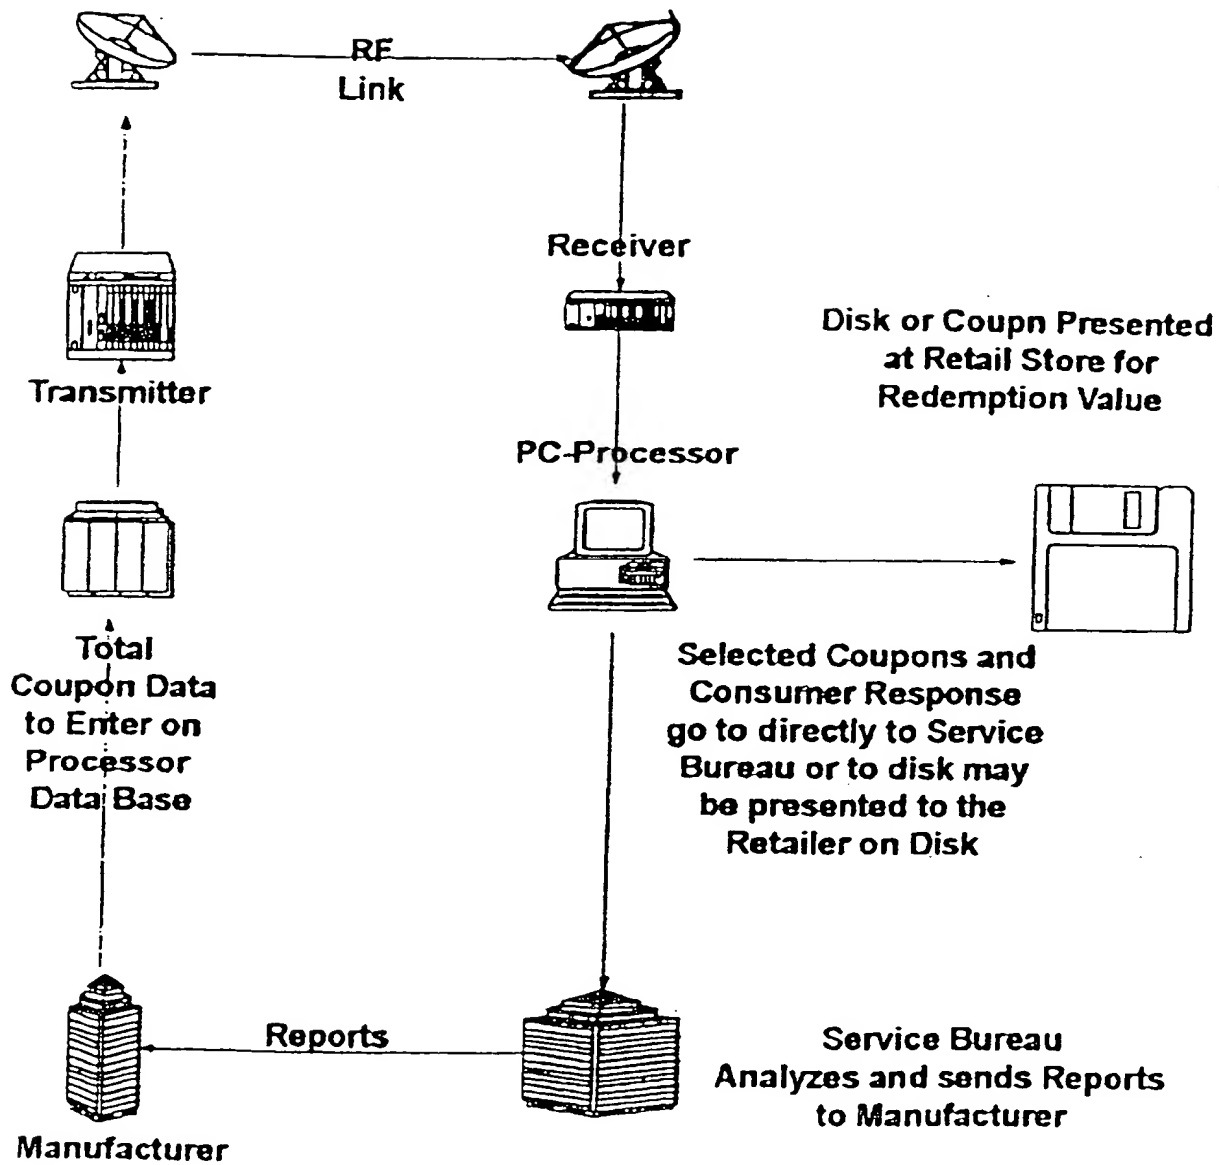 RF
Link
Receiver
Transmitter
Disk or Coupn Presented
at Retail Store for
Redemption Value
PC-Processor
Total
Coupon Data
to Enter on
Processor
Data Base
Selected Coupons and
Consumer Response
go to directly to Service
Bureau or to disk may
be presented to the
Retailer on Disk
Reports
Manufacturer
Service Bureau
Analyzes and sends Reports
to Manufacturer